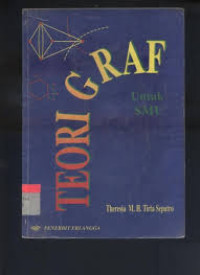 TEORI GRAF
Untuk
SMU
Theresia M. H. Tirta Seputro
PENERBIT ERLANGGA